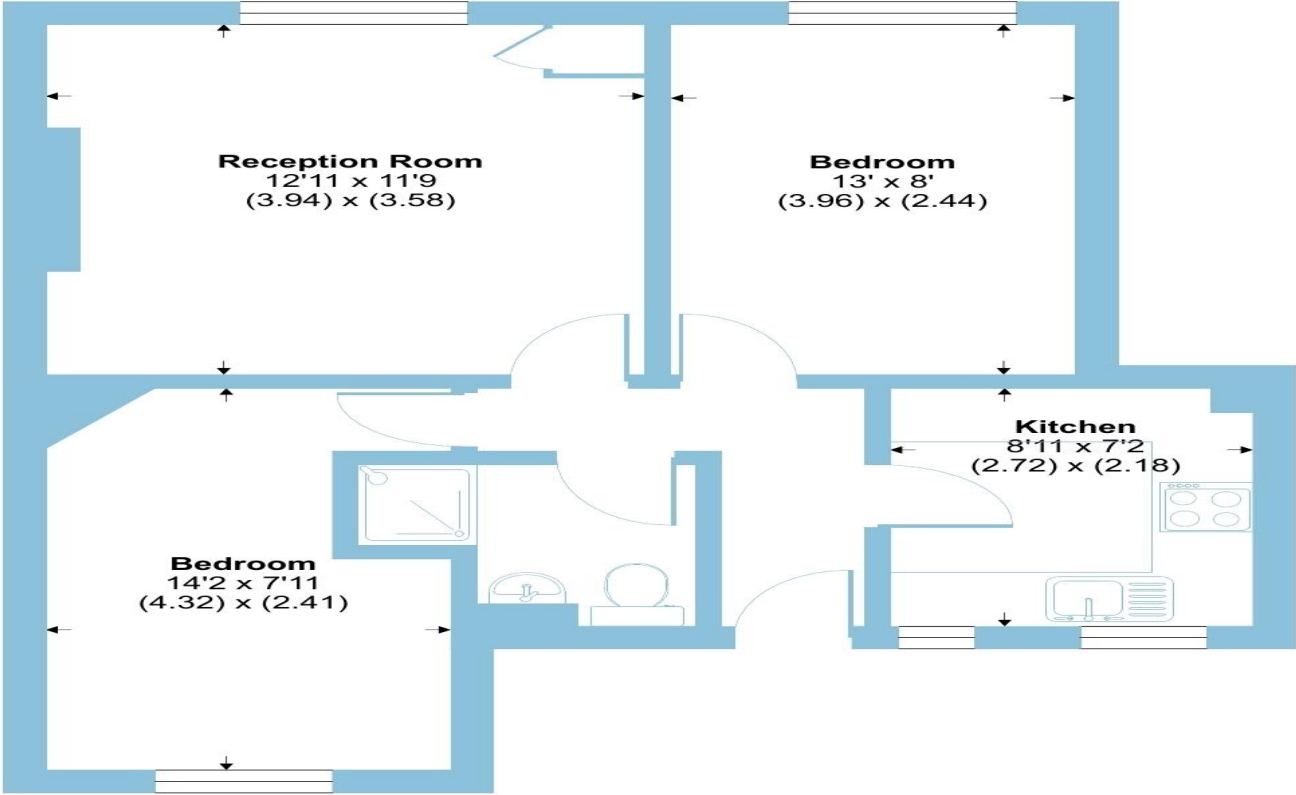 Reception Room
12'11 x 11'9
(3.94) x (3.58)
Bedroom
13' x 8'
(3.96) x (2.44)
Kitchen
8'11 x 7'2
(2.72) x (2.18)
Bedroom
14'2 x 7'11
(4.32) x (2.41)